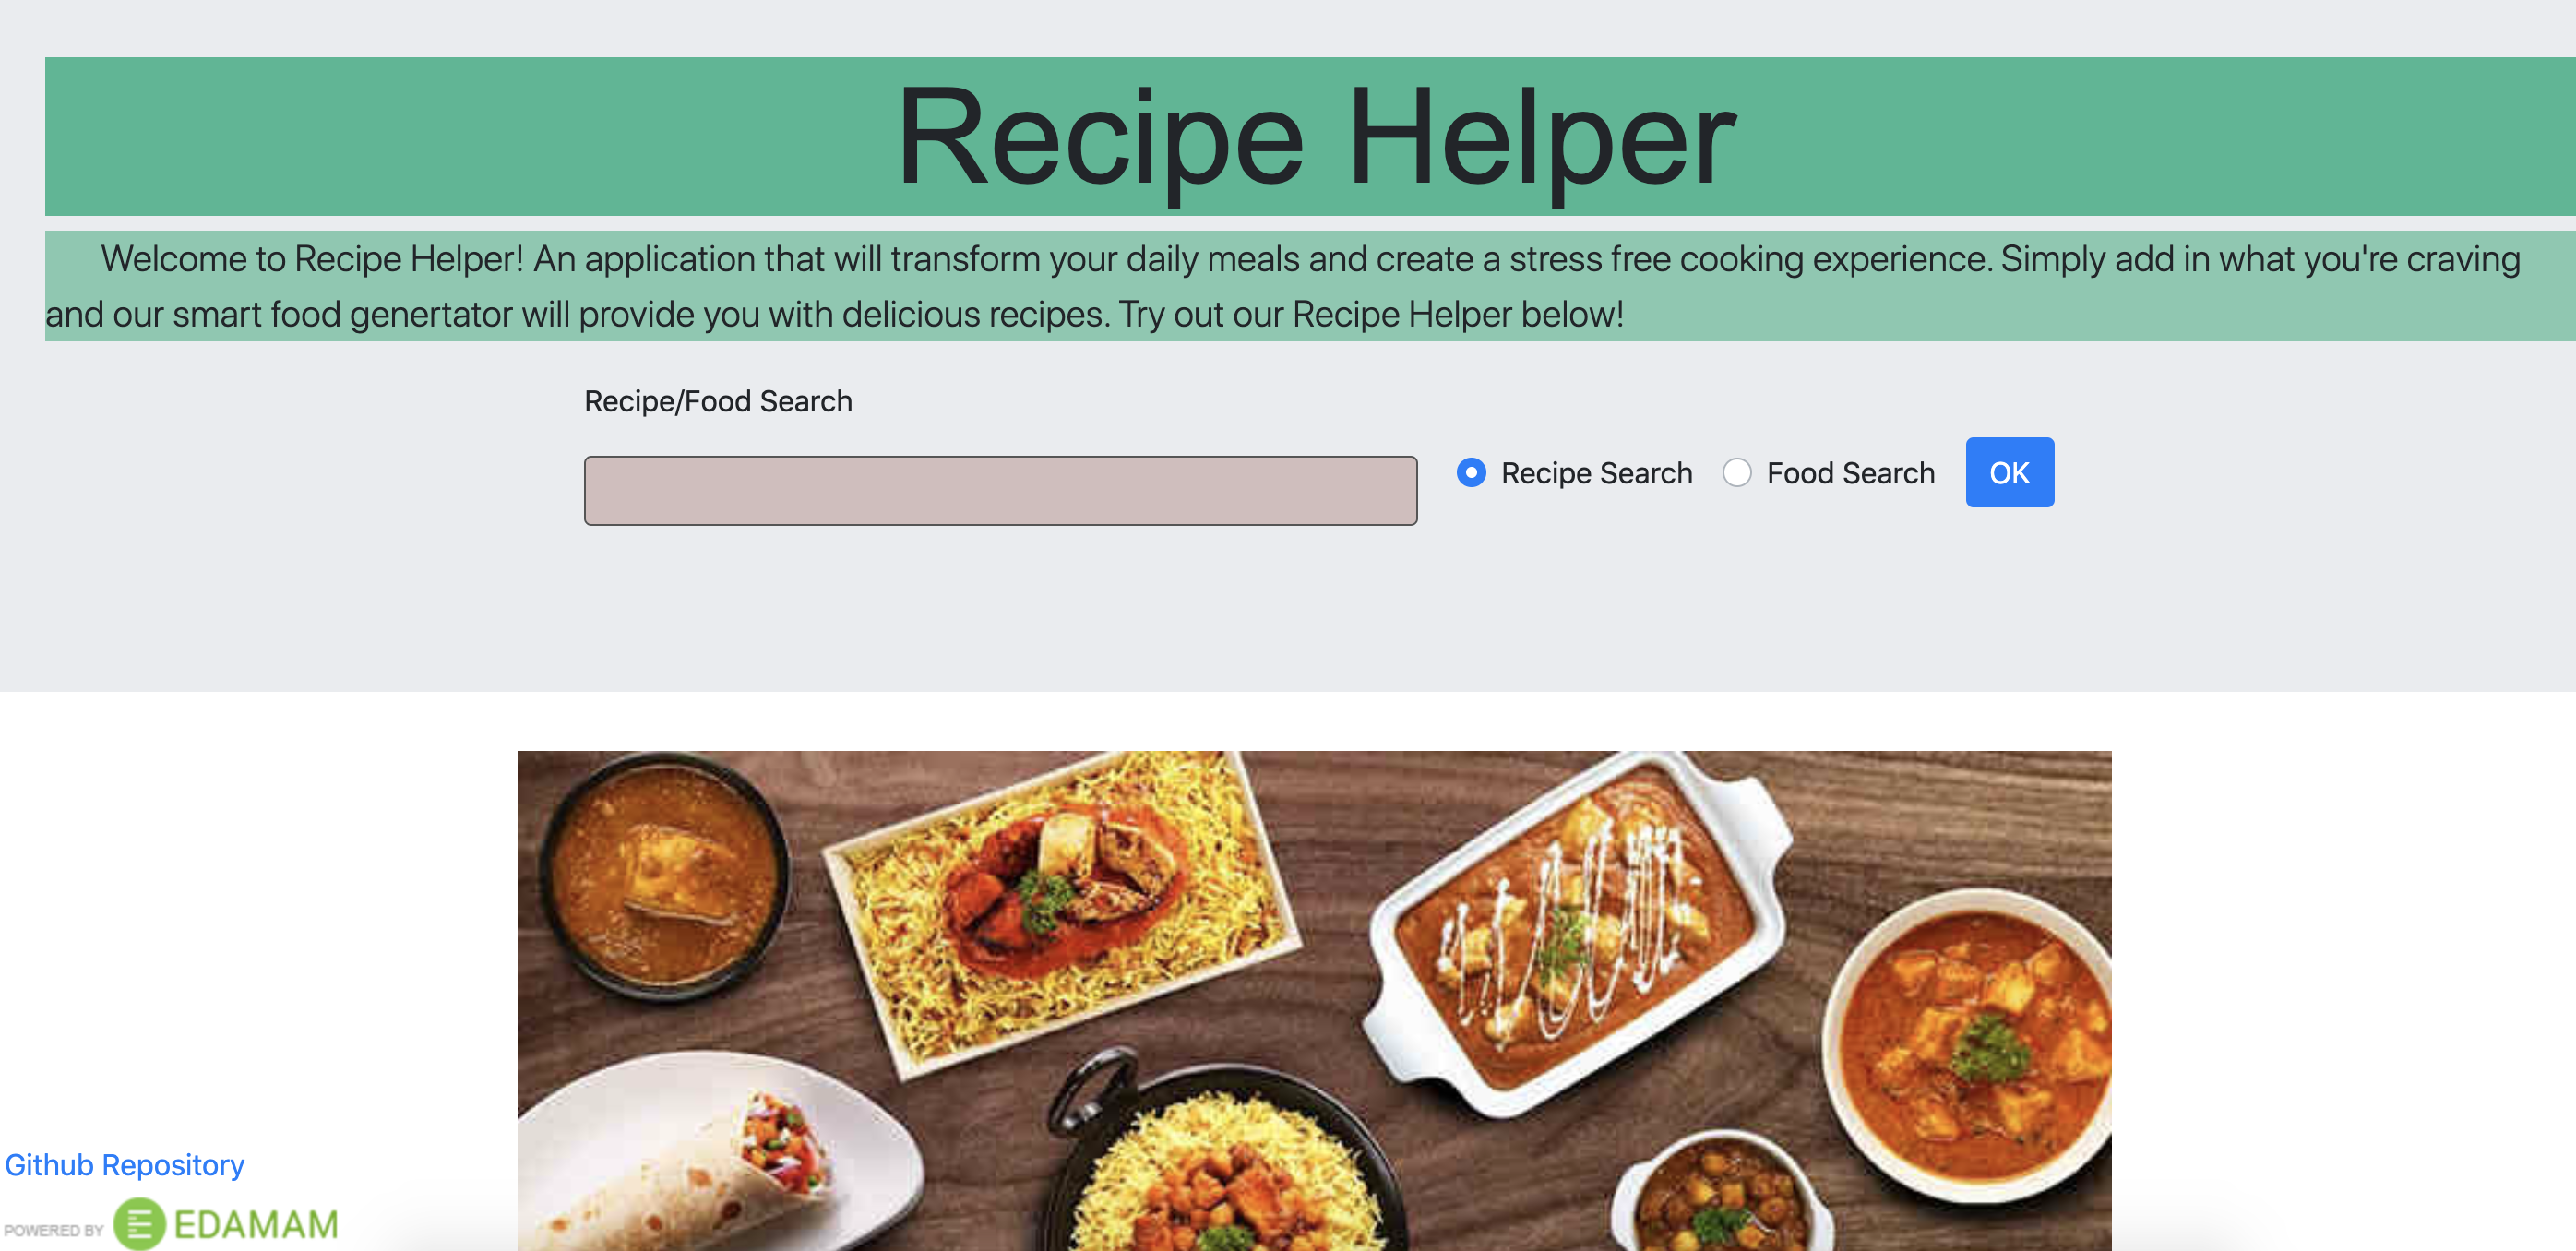 Recipe Helper
Welcome to Recipe Helper! An application that will transform your daily meals and create a stress free cooking experience. Simply add in what you're craving
and our smart food genertator will provide you with delicious recipes. Try out our Recipe Helper below!
Recipe/Food Search
Recipe Search Food Search OK
Github Repository
POWERED BY EDAMAM